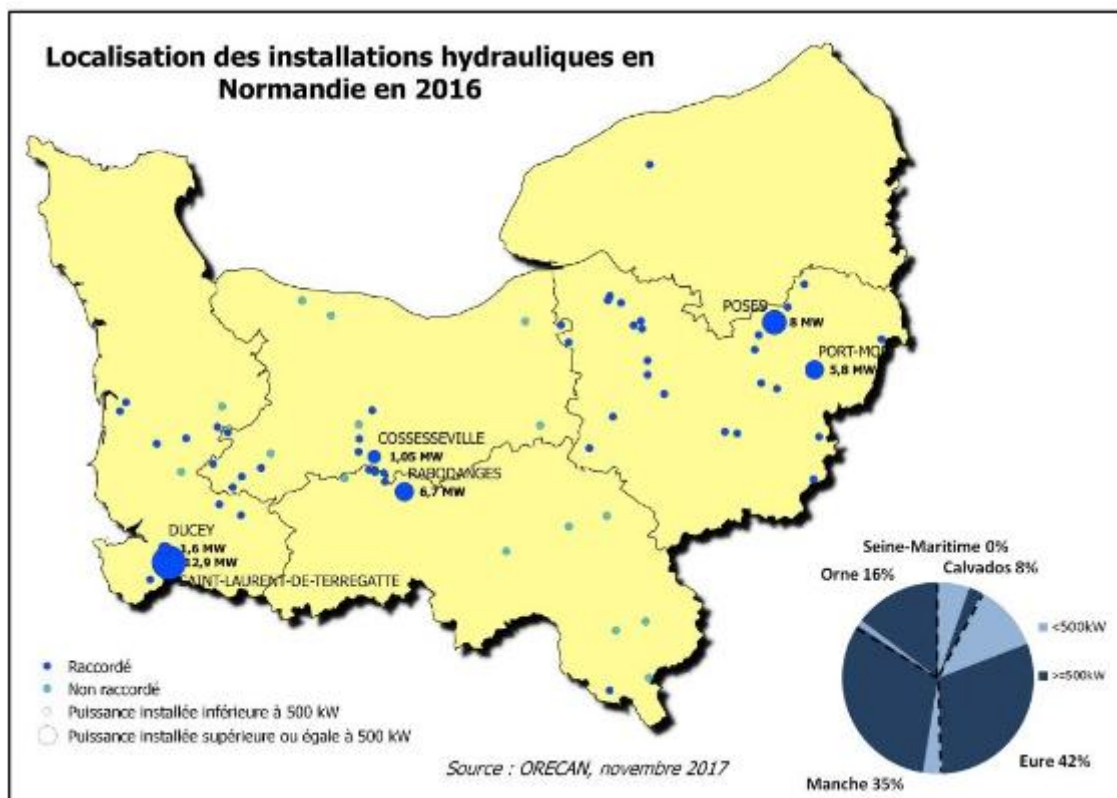 Localisation des installations hydrauliques en
Normandie en 2016
POSES
8 MW
PORT-MO
5,8 MW
COSSESSEVILLE
1,05 MW
RABODANGES
6,7 MW
DUCEY
1,6 MW
12,9 MW
SAINT-LAURENT-DE-TERREGATTE
Raccordé
Non raccordé
Puissance installée inférieure à 500 kW
Puissance installée supérieure ou égale à 500 kW
Source : ORECAN, novembre 2017
Seine-Maritime 0%
Orne 16%
Calvados 8%
<500kW
>=500kW
Manche 35%
Eure 42%